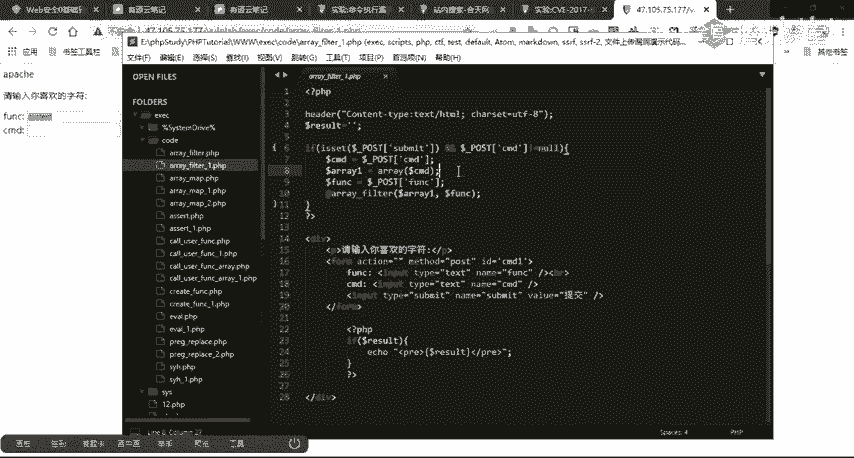 Web安全0基础
有道云笔记
有道云笔记
实验:命令执行漏
站内搜索-合天网
实验:CVE-2017-
47.105.75.177/
47.105.75.177/
应用
书签工具栏
其他书签
apache
请输入你喜欢的字符:
func:
cmd:
E:\phpStudy\PHPTutorial\WWW\exec\code\array_filter_1.php (exec, scripts, php, ctf, test, default, Atom, markdown, ssrf, ssrf-2, 文件上传漏洞演示代码...
文件(F) 编辑(E) 选择(S) 查找(I) 视图(V) 跳转(G) 工具(T) 项目(P) 首选项(N) 帮助(H)
OPEN FILES
array_filter_1.php
FOLDERS
exec
%SystemDrive%
code
array_filter.php
array_filter_1.php
array_map.php
array_map_1.php
array_map_2.php
assert.php
assert_1.php
call_user_func.php
call_user_func_1.php
call_user_func_array.php
call_user_func_array_1.php
create_func.php
create_func_1.php
eval.php
eval_1.php
preg_replace.php
preg_replace_2.php
syh.php
syh_1.php
sys
12.php
array_filter_1.php
1 <?php
2
3 header("Content-type:text/html; charset=utf-8");
4 $result='';
5
6 if(isset($_POST['submit']) && $_POST['cmd']!=null){
7 $cmd = $_POST['cmd'];
8 $array1 = array($cmd);
9 $func = $_POST['func'];
10 @array_filter($array1, $func);
11 }
12 ?>
13
14 <div>
15 <p>请输入你喜欢的字符:</p>
16 <form action="" method="post" id='cmd1'>
17 func: <input type="text" name="func" /><br>
18 cmd: <input type="text" name="cmd" />
19 <input type="submit" name="submit" value="提交" />
20 </form>
21
22 <?php
23 if($result){
24 echo "<pre>{$result}</pre>";
25 }
26 ?>
27
28 </div>
Line 8, Column 27
Spaces: 4
PHP
工具